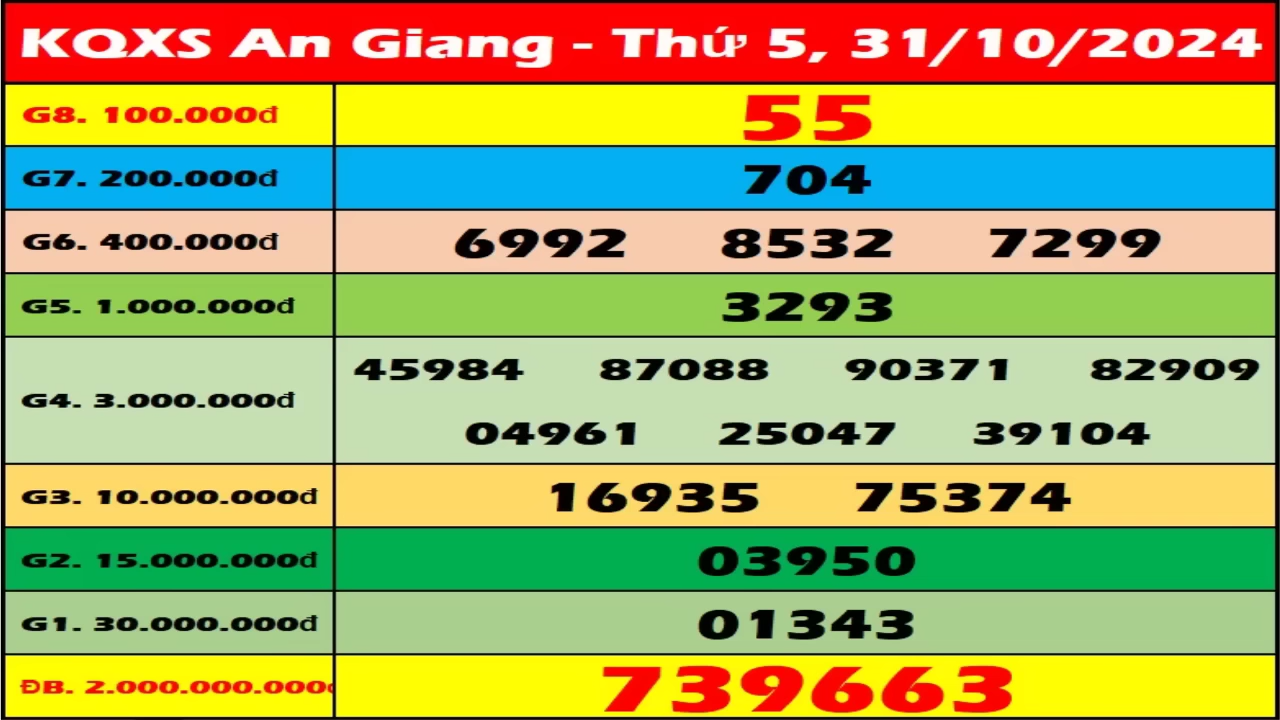 KQXS An Giang - Thứ 5, 31/10/2024
G8. 100.000đ 55
G7. 200.000đ 704
G6. 400.000đ 6992 8532 7299
G5. 1.000.000đ 3293
G4. 3.000.000đ 45984 87088 90371 82909
04961 25047 39104
G3. 10.000.000đ 16935 75374
G2. 15.000.000đ 03950
G1. 30.000.000đ 01343
ĐB. 2.000.000.000đ 739663